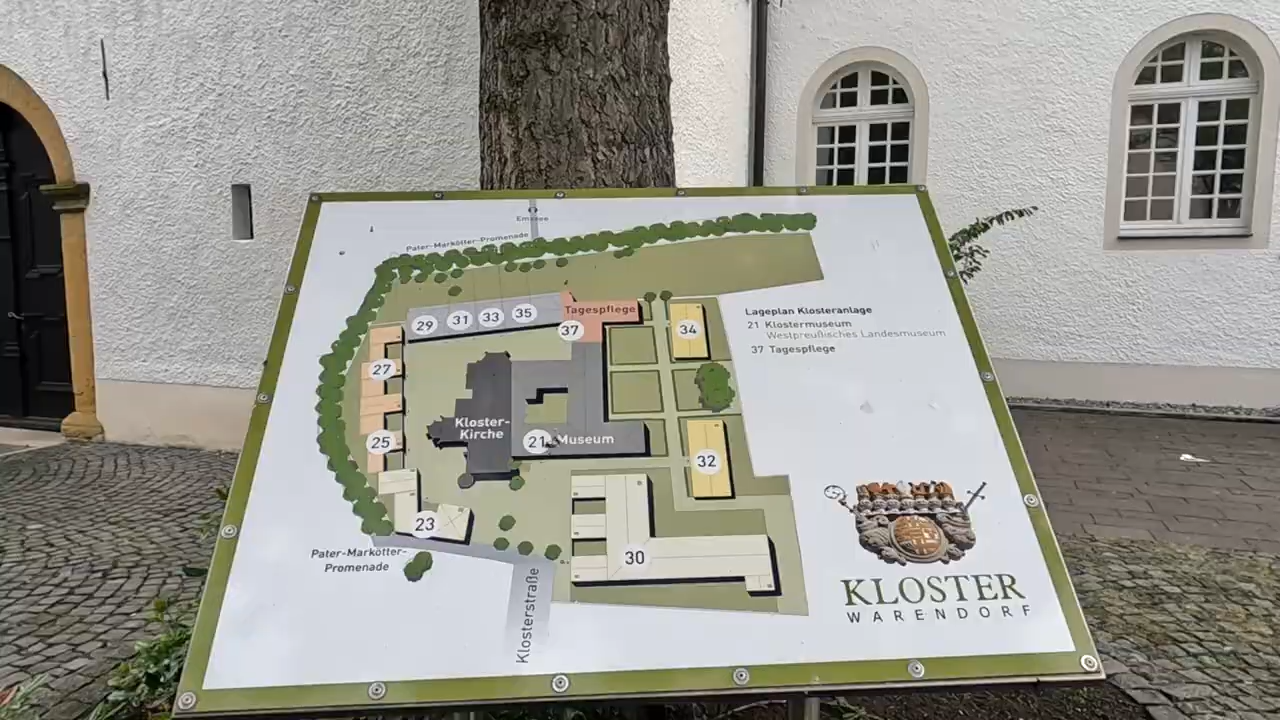 Emssee
Pater-Markötter-Promenade
Tagespflege
29
31
33
35
37
34
27
Kloster-
Kirche
25
21
Museum
32
23
30
Pater-Markötter-
Promenade
Klosterstraße
Lageplan Klosteranlage
21 Klostermuseum
Westpreußisches Landesmuseum
37 Tagespflege
KLOSTER
WARENDORF